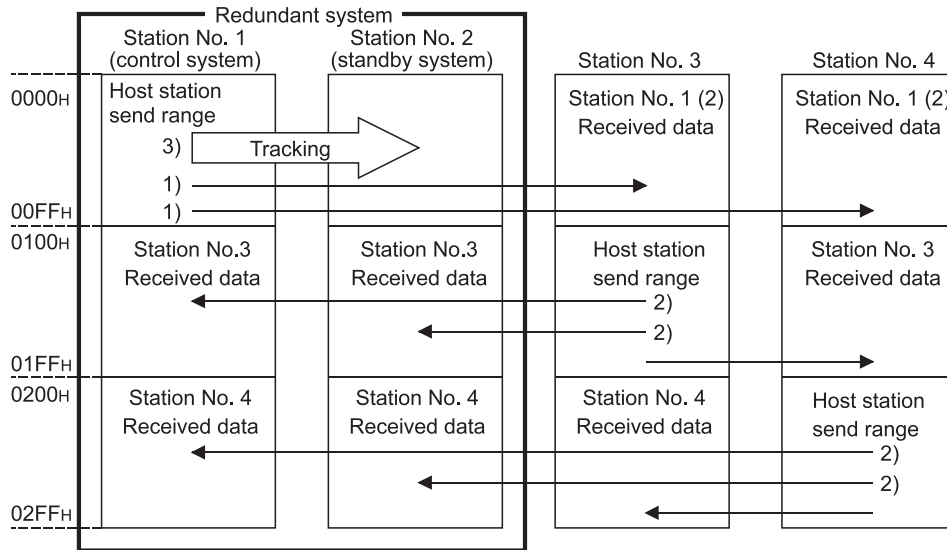 Redundant system
Station No. 1
(control system)
Station No. 2
(standby system)
Station No. 3
Station No. 4
0000H
Host station
send range
Station No. 1 (2)
Received data
Station No. 1 (2)
Received data
3)
Tracking
1)
1)
00FFH
0100H
Station No.3
Received data
Station No.3
Received data
Host station
send range
Station No. 3
Received data
2)
2)
01FFH
0200H
Station No. 4
Received data
Station No. 4
Received data
Station No. 4
Received data
Host station
send range
2)
2)
02FFH